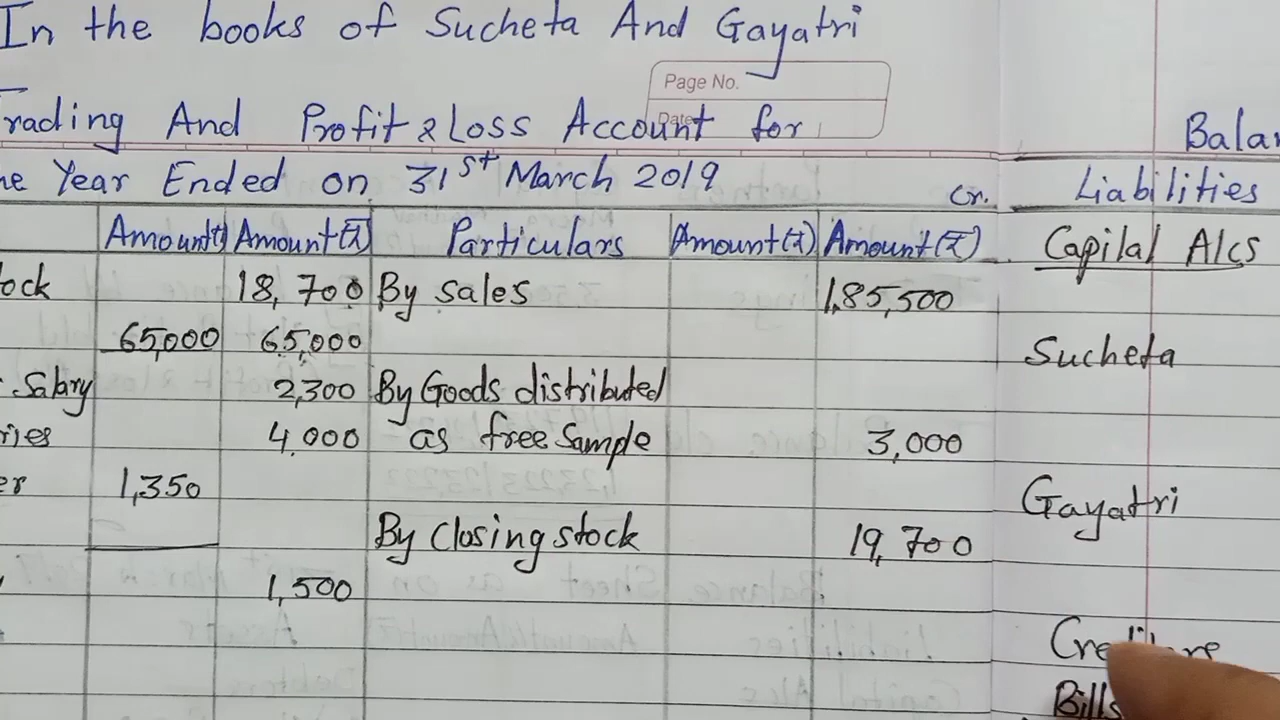 In the books of Sucheta And Gayatri
Page No.
Date
rading And Profit & Loss Account for
Balan
he Year Ended on 31st March 2019
Cr.
Liabilities
Amount(₹) Amount(₹) Particulars Amount(₹) Amount(₹)
Capital A/cs
ock 18,700 By sales 1,85,500
65,000 65,000
Sucheta
Salary 2,300 By Goods distributed
ries 4,000 as free sample 3,000
er 1,350
Gayatri
By Closing stock 19,700
1,500
Bills